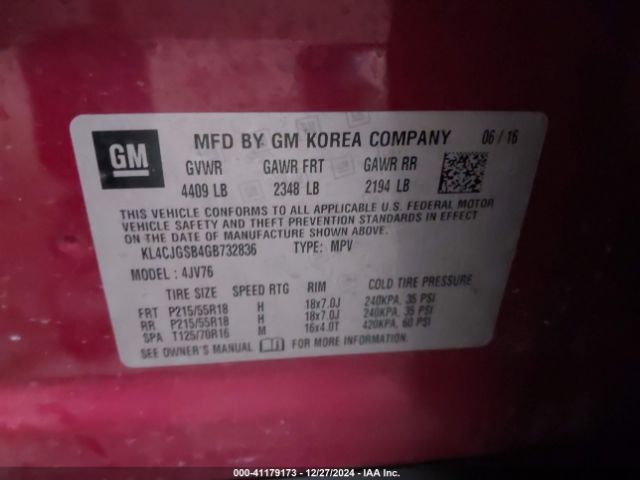 GM MFD BY GM KOREA COMPANY 06/16
GVWR GAWR FRT GAWR RR
4409 LB 2348 LB 2194 LB
THIS VEHICLE CONFORMS TO ALL APPLICABLE U.S. FEDERAL MOTOR
VEHICLE SAFETY AND THEFT PREVENTION STANDARDS IN EFFECT
ON THE DATE OF MANUFACTURE SHOWN ABOVE.
KL4CJGSB4GB732836 TYPE: MPV
MODEL: 4JV76
TIRE SIZE SPEED RTG RIM COLD TIRE PRESSURE
FRT P215/55R18 H 18x7.0J 240KPA, 35 PSI
RR P215/55R18 H 18x7.0J 240KPA, 35 PSI
SPA T125/70R16 M 16x4.0T 420KPA, 60 PSI
SEE OWNER'S MANUAL FOR MORE INFORMATION.
000-41179173 - 12/27/2024 - IAA Inc.